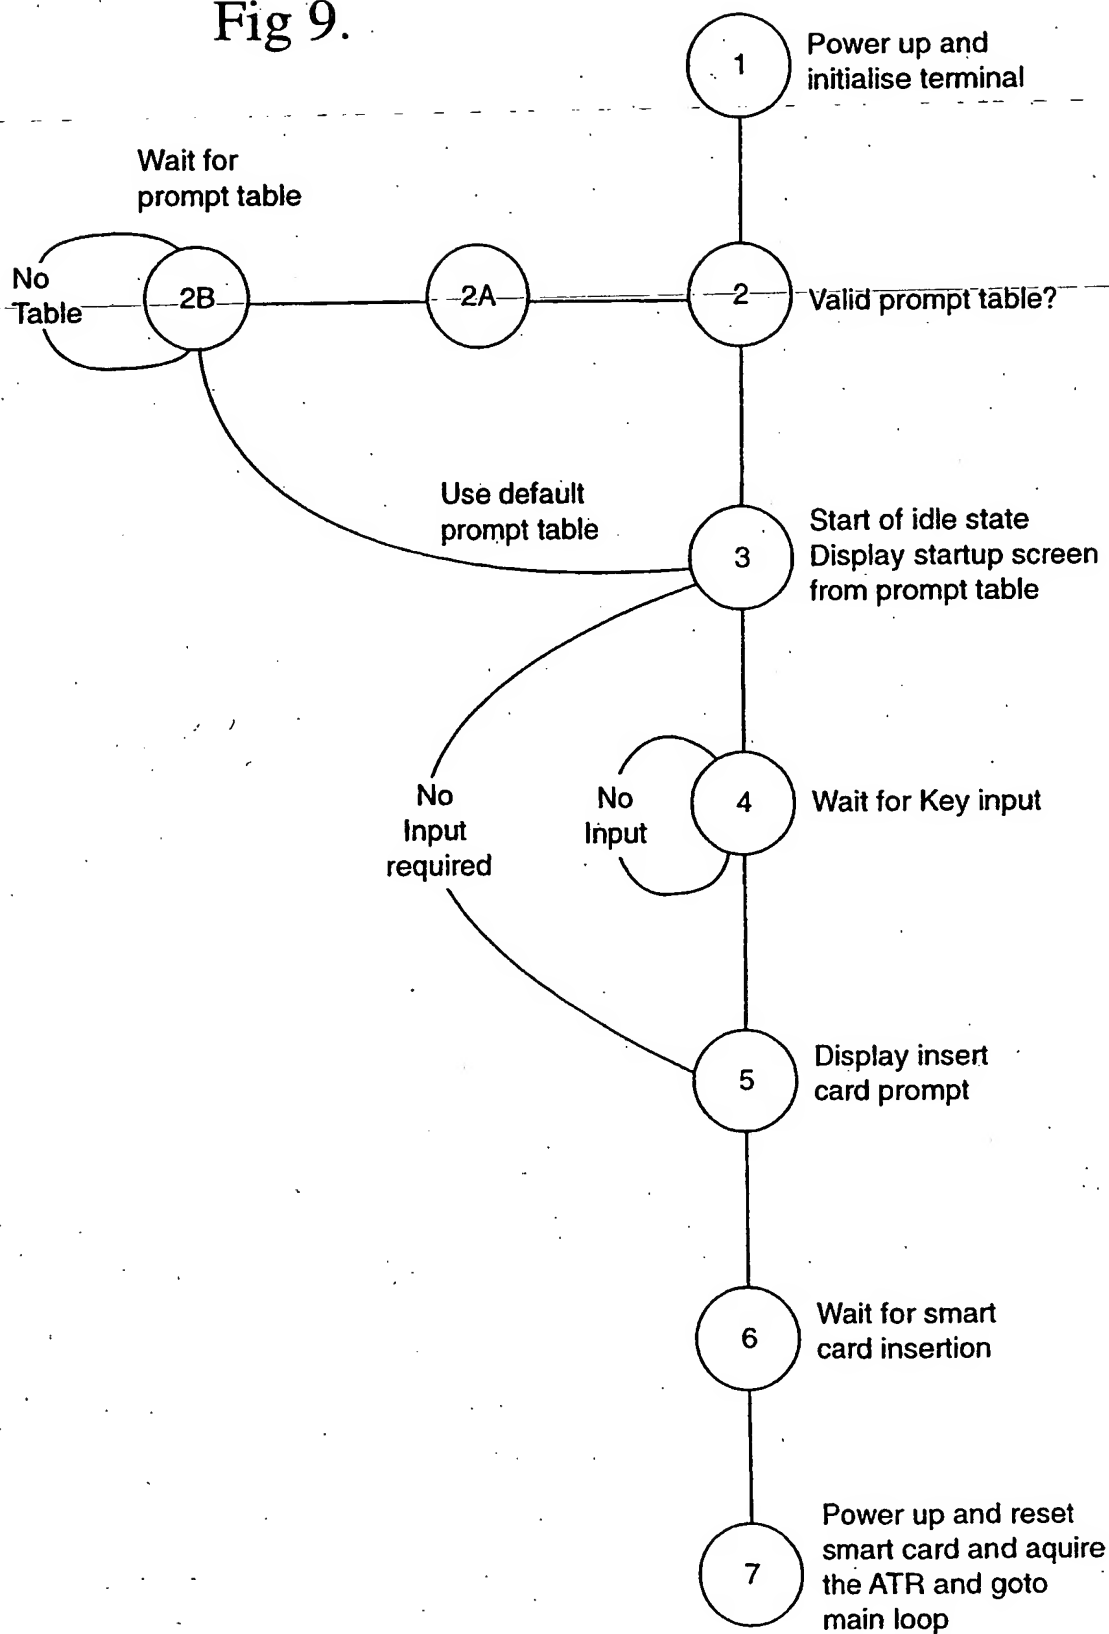 Fig 9.
1
Power up and
initialise terminal
Wait for
prompt table
No
Table
2B
2A
2
Valid prompt table?
Use default
prompt table
3
Start of idle state
Display startup screen
from prompt table
No
Input
required
No
Input
4
Wait for Key input
5
Display insert
card prompt
6
Wait for smart
card insertion
7
Power up and reset
smart card and aquire
the ATR and goto
main loop